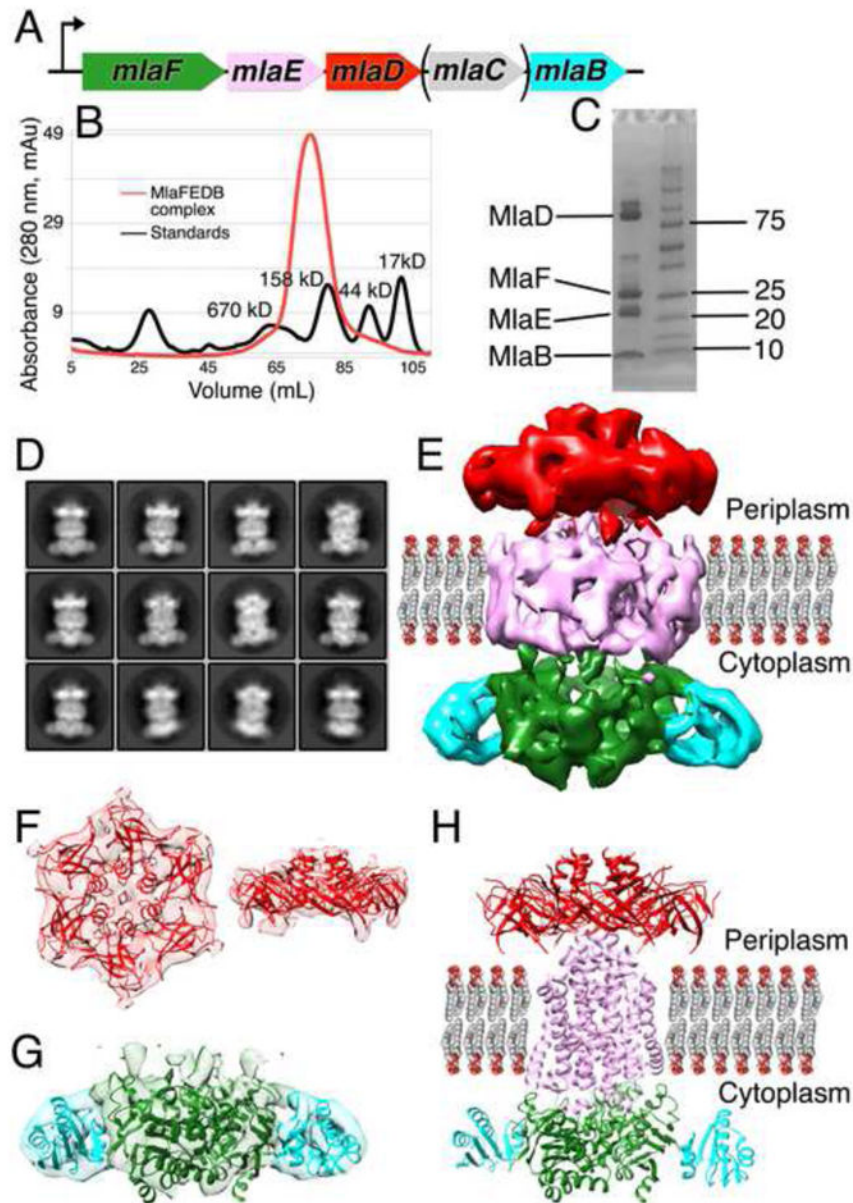 A
mlaF mlaE mlaD (mlaC) mlaB
B
Absorbance (280 nm, mAu)
49
29
9
MlaFEDB
complex
Standards
670 kD
158 kD
44 kD
17kD
5 25 45 65 85 105
Volume (mL)
C
MlaD
MlaF
MlaE
MlaB
75
25
20
10
D
E
Periplasm
Cytoplasm
F
G
H
Periplasm
Cytoplasm